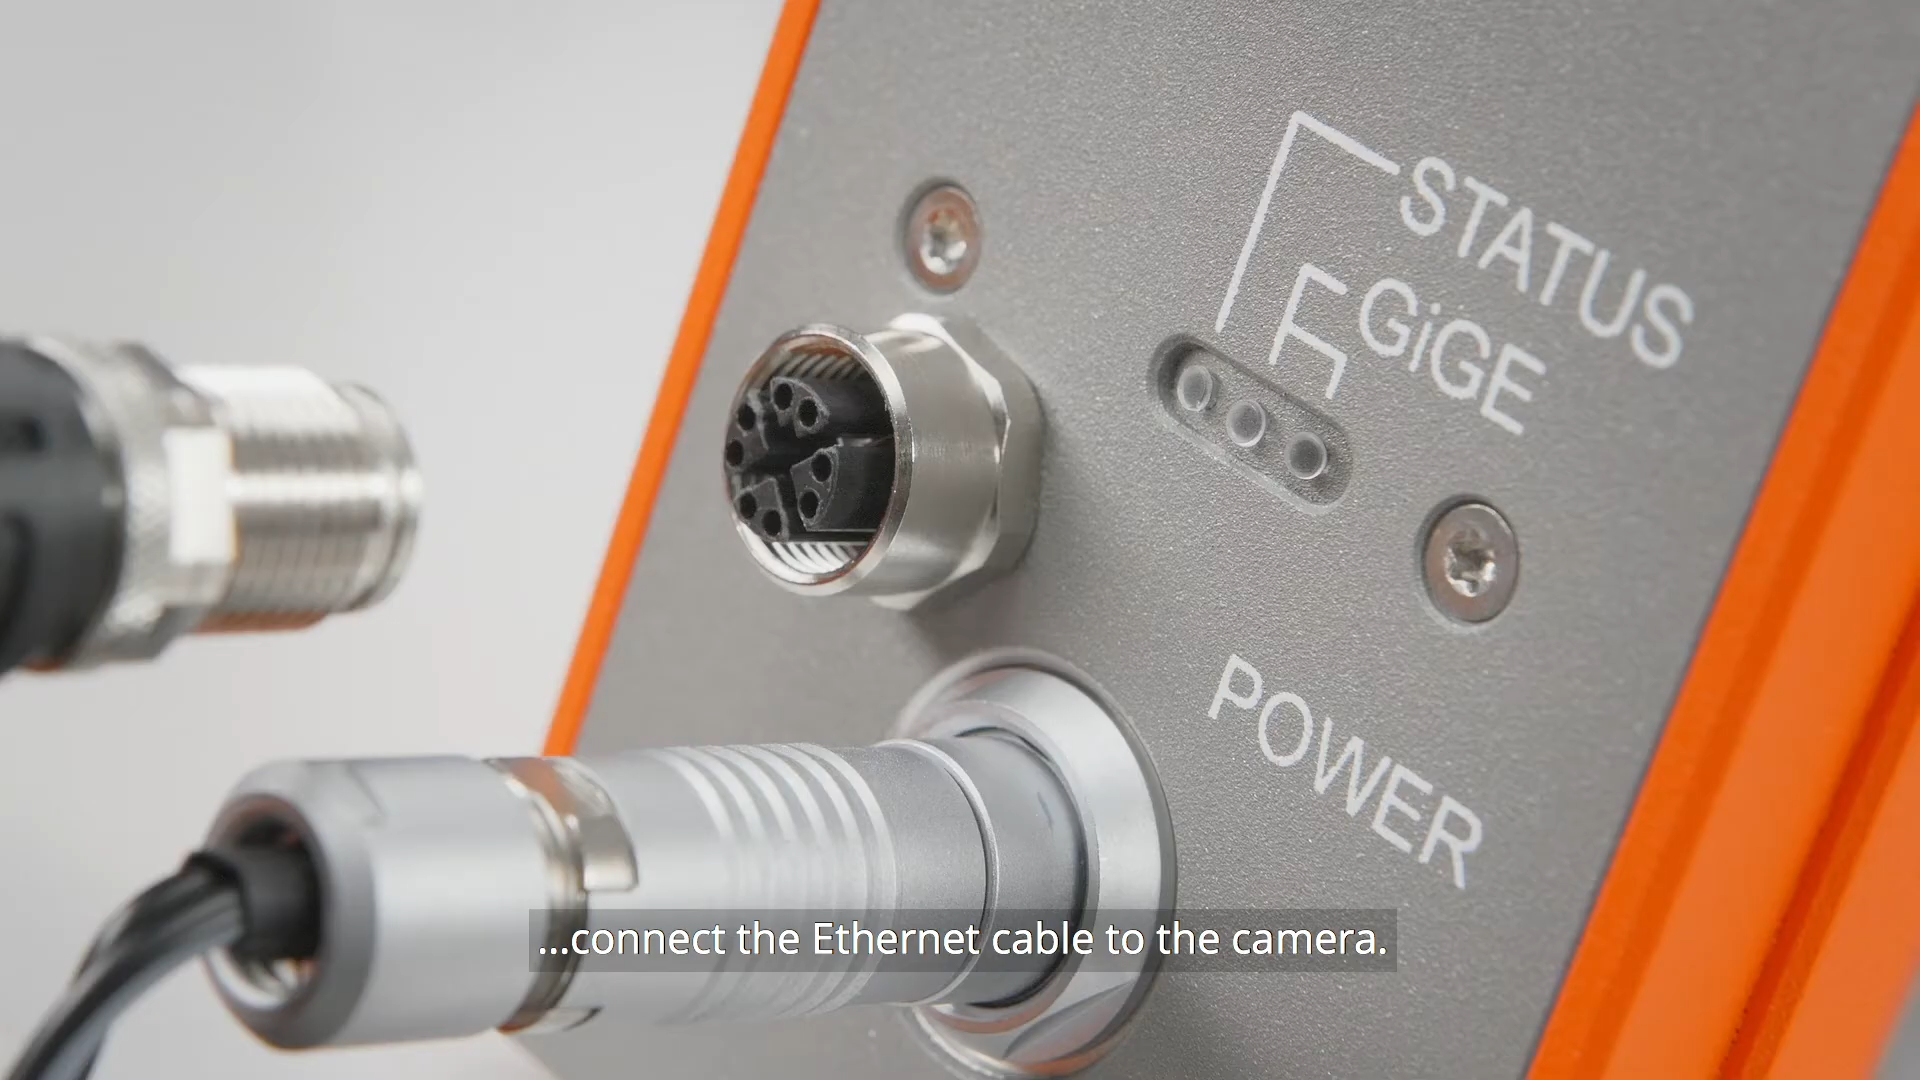 STATUS
GiGE
POWER
...connect the Ethernet cable to the camera.